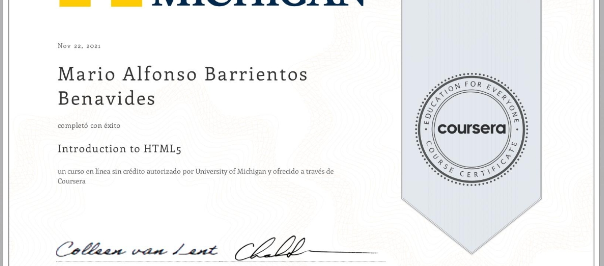 MICHIGAN
Nov 22, 2021
Mario Alfonso Barrientos
Benavides
completó con éxito
Introduction to HTML5
un curso en línea sin crédito autorizado por University of Michigan y ofrecido a través de
Coursera
EDUCATION FOR EVERYONE
coursera
COURSE CERTIFICATE
Colleen van Lent